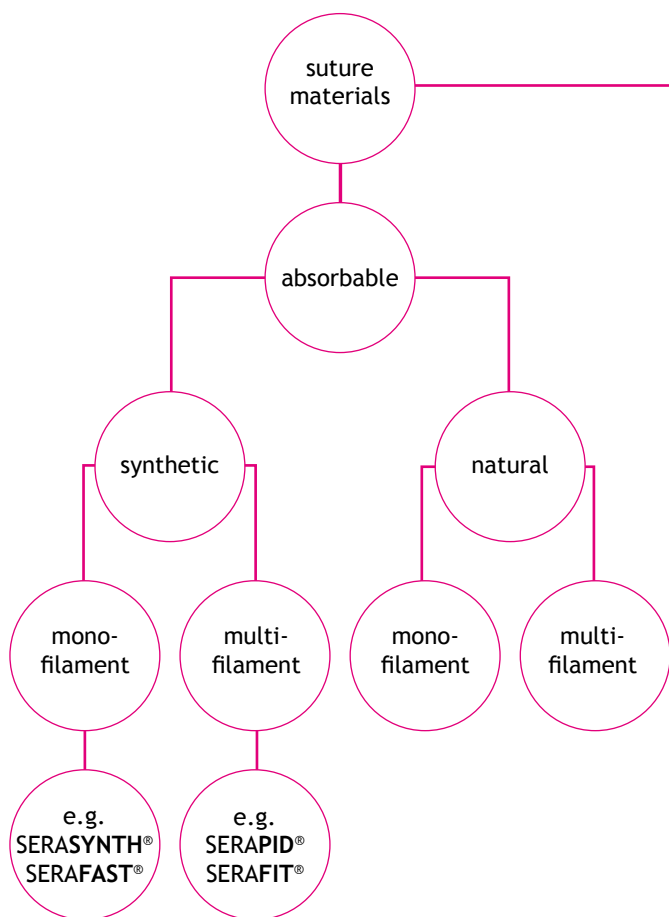 suture
materials
absorbable
synthetic
natural
mono-
filament
multi-
filament
mono-
filament
multi-
filament
e.g.
SERASYNTH®
SERAFAST®
e.g.
SERAPID®
SERAFIT®